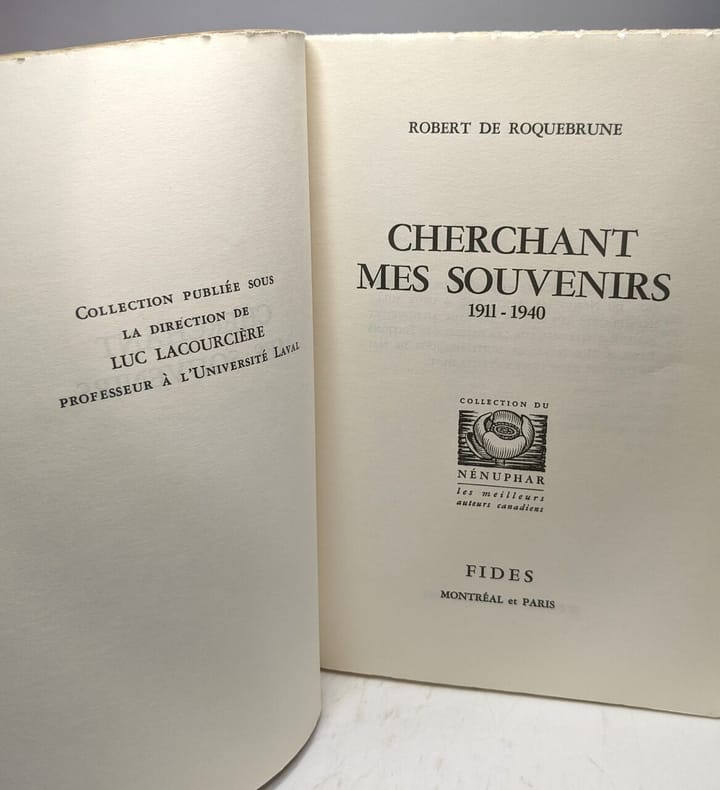 COLLECTION PUBLIÉE SOUS
LA DIRECTION DE
LUC LACOURCIÈRE
PROFESSEUR À L'UNIVERSITÉ LAVAL
ROBERT DE ROQUEBRUNE
CHERCHANT
MES SOUVENIRS
1911 - 1940
COLLECTION DU
NÉNUPHAR
les meilleurs
auteurs canadiens
FIDES
MONTRÉAL et PARIS